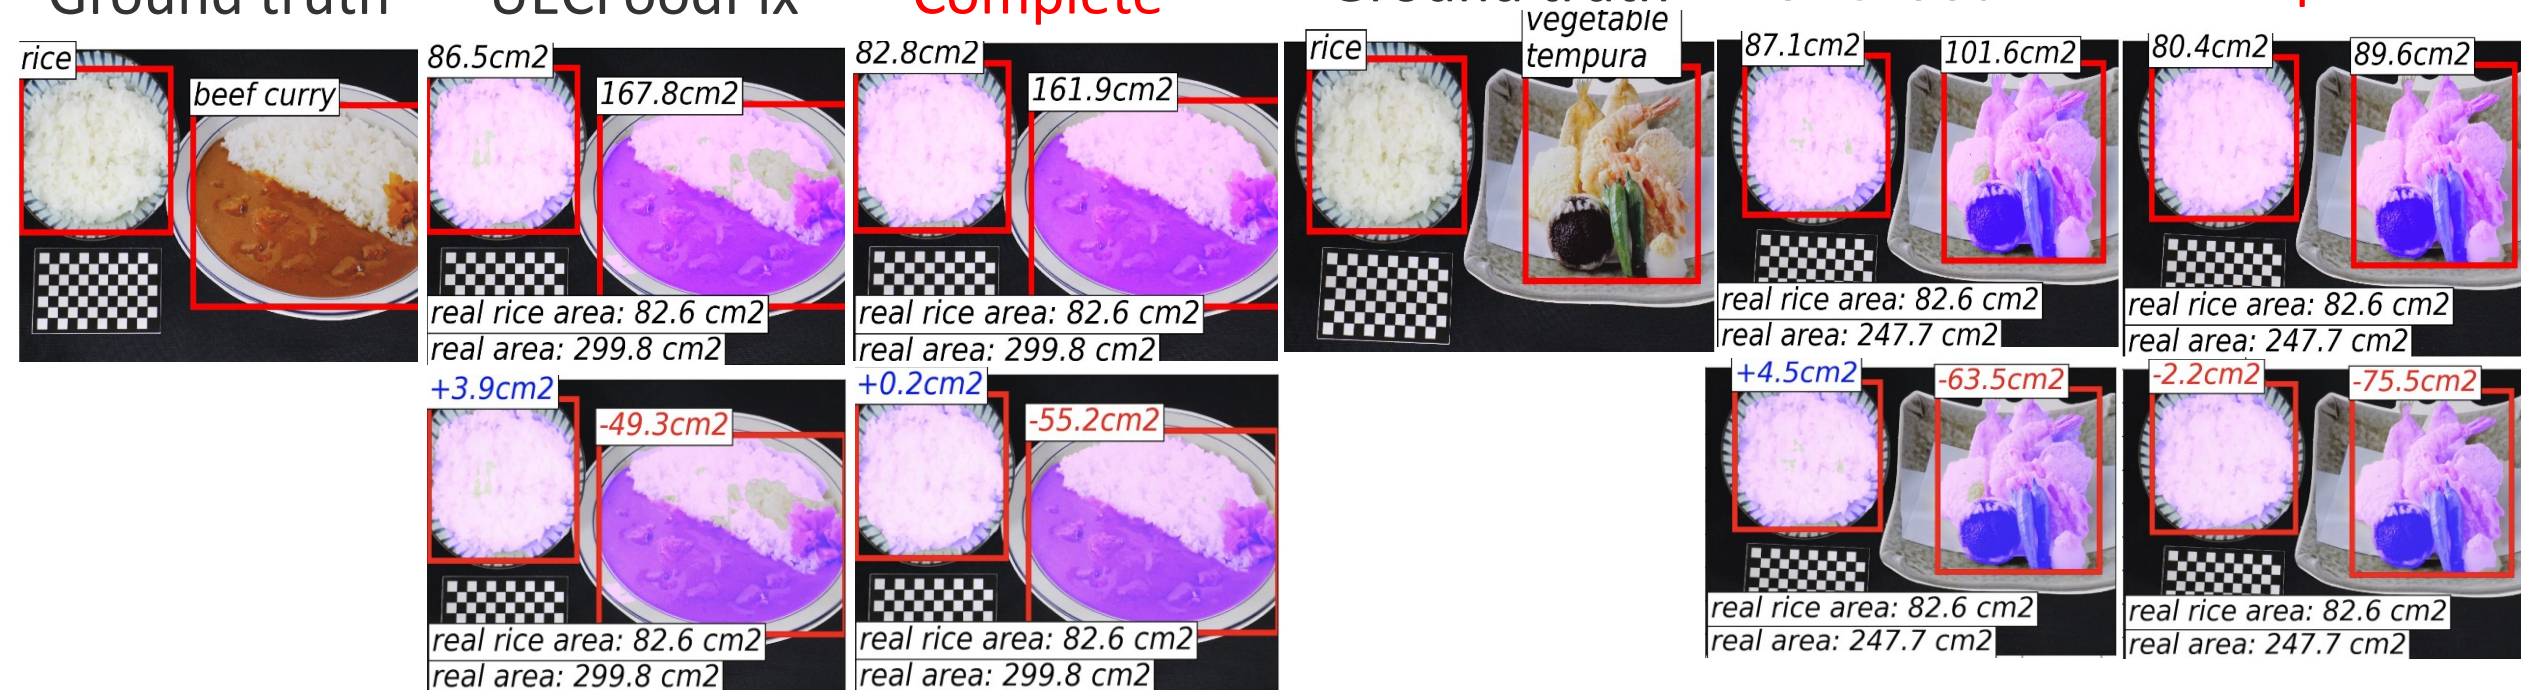 Ground truth
UECFoodPix
Complete
Ground truth
rice
beef curry
86.5cm2
167.8cm2
real rice area: 82.6 cm2
real area: 299.8 cm2
82.8cm2
161.9cm2
real rice area: 82.6 cm2
real area: 299.8 cm2
rice
vegetable
tempura
87.1cm2
101.6cm2
real rice area: 82.6 cm2
real area: 247.7 cm2
80.4cm2
89.6cm2
real rice area: 82.6 cm2
real area: 247.7 cm2
+3.9cm2
-49.3cm2
real rice area: 82.6 cm2
real area: 299.8 cm2
+0.2cm2
-55.2cm2
real rice area: 82.6 cm2
real area: 299.8 cm2
+4.5cm2
-63.5cm2
real rice area: 82.6 cm2
real area: 247.7 cm2
-2.2cm2
-75.5cm2
real rice area: 82.6 cm2
real area: 247.7 cm2